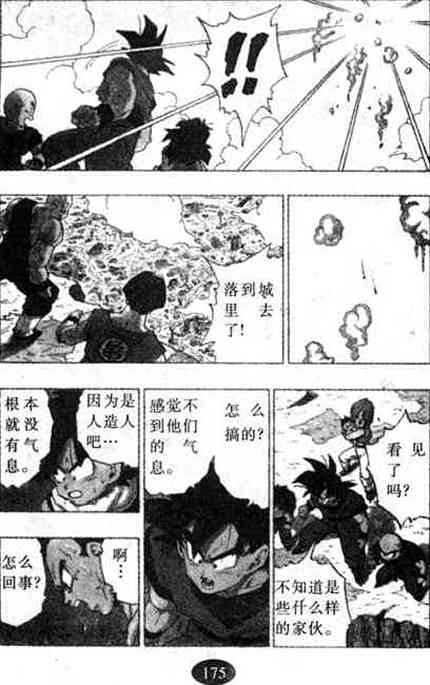 !!
落到城
里去
了!
看见
了
吗?
不知道是
些什么样
的家伙。
怎么
搞的?
感觉不
到他们
的气
息。
因为是
人造人
吧…
根本
就没
有气
息。
啊
…
怎么
回事?
175